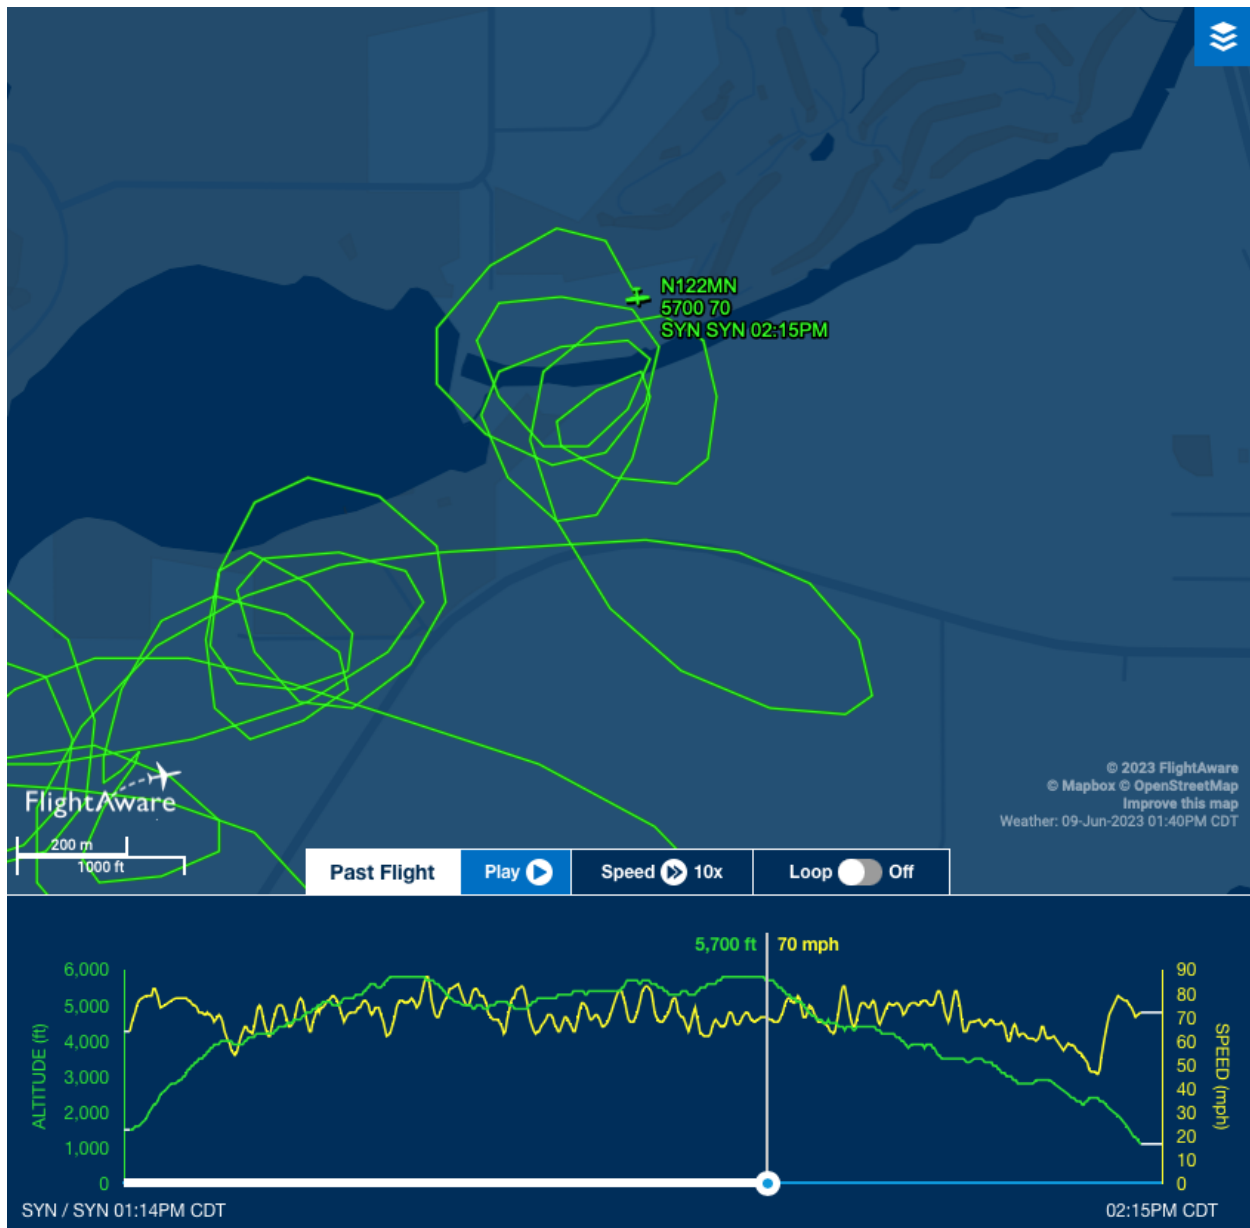 N122MN
5700 70
SYN SYN 02:15PM
© 2023 FlightAware
© Mapbox © OpenStreetMap
Improve this map
Weather: 09-Jun-2023 01:40PM CDT
FlightAware
200 m
1000 ft
Past Flight Play Speed 10x Loop Off
5,700 ft 70 mph
6,000
5,000
4,000
3,000
2,000
1,000
0
ALTITUDE (ft)
90
80
70
60
50
40
30
20
10
0
SPEED (mph)
SYN / SYN 01:14PM CDT
02:15PM CDT